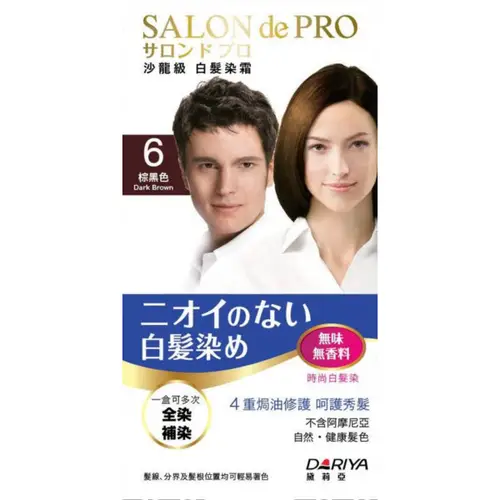 SALON de PRO
サロンドプロ
沙龍級 白髮染霜
6
棕黑色
Dark Brown
ニオイのない
白髪染め
無味
無香料
時尚白髮染
一盒可多次
全染
補染
4重焗油修護 呵護秀髮
不含阿摩尼亞
自然・健康髮色
髮線、分界及髮根位置均可輕易著色
DARIYA
黛莉亞